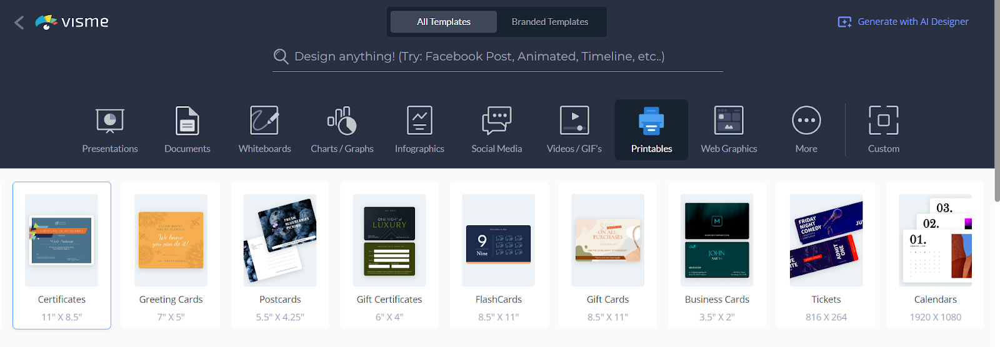 visme
All Templates
Branded Templates
Generate with AI Designer
Design anything! (Try: Facebook Post, Animated, Timeline, etc..)
Presentations
Documents
Whiteboards
Charts / Graphs
Infographics
Social Media
Videos / GIF's
Printables
Web Graphics
More
Custom
FRESH
BLUEBERRIES
PICKING
ONE NIGHT of
LUXURY
We know
you can do it!
9
Nine
ON ALL
PURCHASES
M
JOHN
SMITH
FRIDAY
NIGHT
COMEDY
ADMIT
ONE
03.
02.
01.
Certificates
11" X 8.5"
Greeting Cards
7" X 5"
Postcards
5.5" X 4.25"
Gift Certificates
6" X 4"
FlashCards
8.5" X 11"
Gift Cards
8.5" X 11"
Business Cards
3.5" X 2"
Tickets
816 X 264
Calendars
1920 X 1080